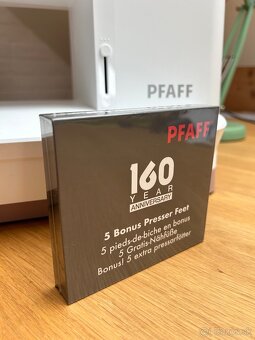 PFAFF
PFAFF
160
YEAR
ANNIVERSARY
5 Bonus Presser Feet
5 pieds-de-biche en bonus
5 Gratis-Nähfüße
Bonus! 5 extra pressarfötter